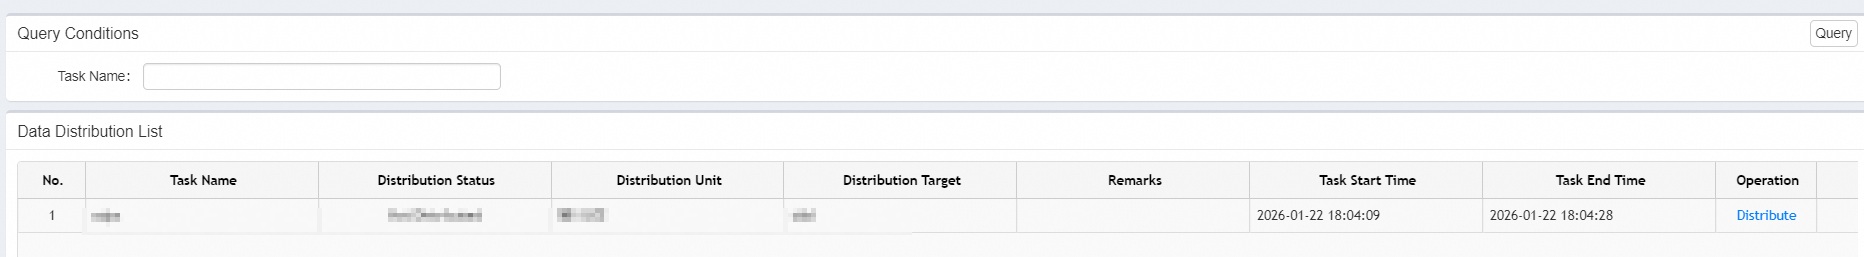 Query Conditions Query
Task Name:
Data Distribution List
No. Task Name Distribution Status Distribution Unit Distribution Target Remarks Task Start Time Task End Time Operation
1 2026-01-22 18:04:09 2026-01-22 18:04:28 Distribute